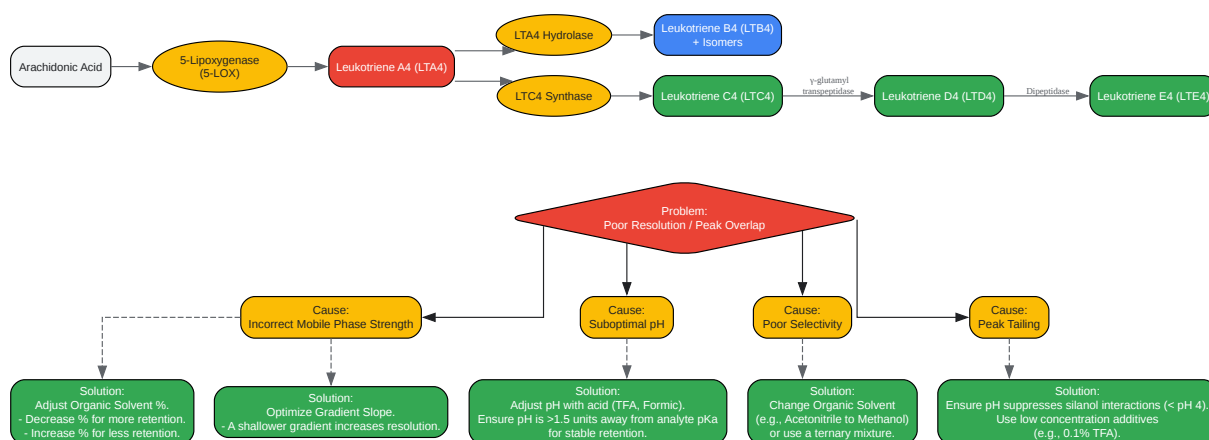 Arachidonic Acid
5-Lipoxygenase
(5-LOX)
Leukotriene A4 (LTA4)
LTA4 Hydrolase
Leukotriene B4 (LTB4)
+ Isomers
LTC4 Synthase
Leukotriene C4 (LTC4)
γ-glutamyl
transpeptidase
Leukotriene D4 (LTD4)
Dipeptidase
Leukotriene E4 (LTE4)
Problem:
Poor Resolution / Peak Overlap
Cause:
Incorrect Mobile Phase Strength
Cause:
Suboptimal pH
Cause:
Poor Selectivity
Cause:
Peak Tailing
Solution:
Adjust Organic Solvent %.
- Decrease % for more retention.
- Increase % for less retention.
Solution:
Optimize Gradient Slope.
- A shallower gradient increases resolution.
Solution:
Adjust pH with acid (TFA, Formic).
Ensure pH is >1.5 units away from analyte pKa
for stable retention.
Solution:
Change Organic Solvent
(e.g., Acetonitrile to Methanol)
or use a ternary mixture.
Solution:
Ensure pH suppresses silanol interactions (< pH 4).
Use low concentration additives
(e.g., 0.1% TFA).